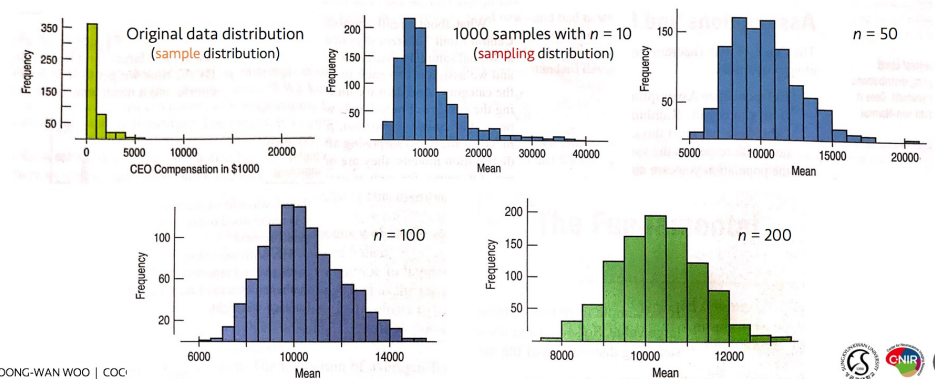 Original data distribution
(sample distribution)
Frequency
350
250
150
50
0
5000
10000
20000
CEO Compensation in $1000
1000 samples with n = 10
(sampling distribution)
Frequency
200
150
100
50
10000
20000
30000
40000
Mean
n = 50
Frequency
150
50
5000
10000
15000
20000
Mean
n = 100
Frequency
100
60
20
6000
10000
14000
Mean
n = 200
Frequency
200
150
100
50
8000
10000
12000
Mean
The Fundamental
OONG-WAN WOO | COC
CNIR